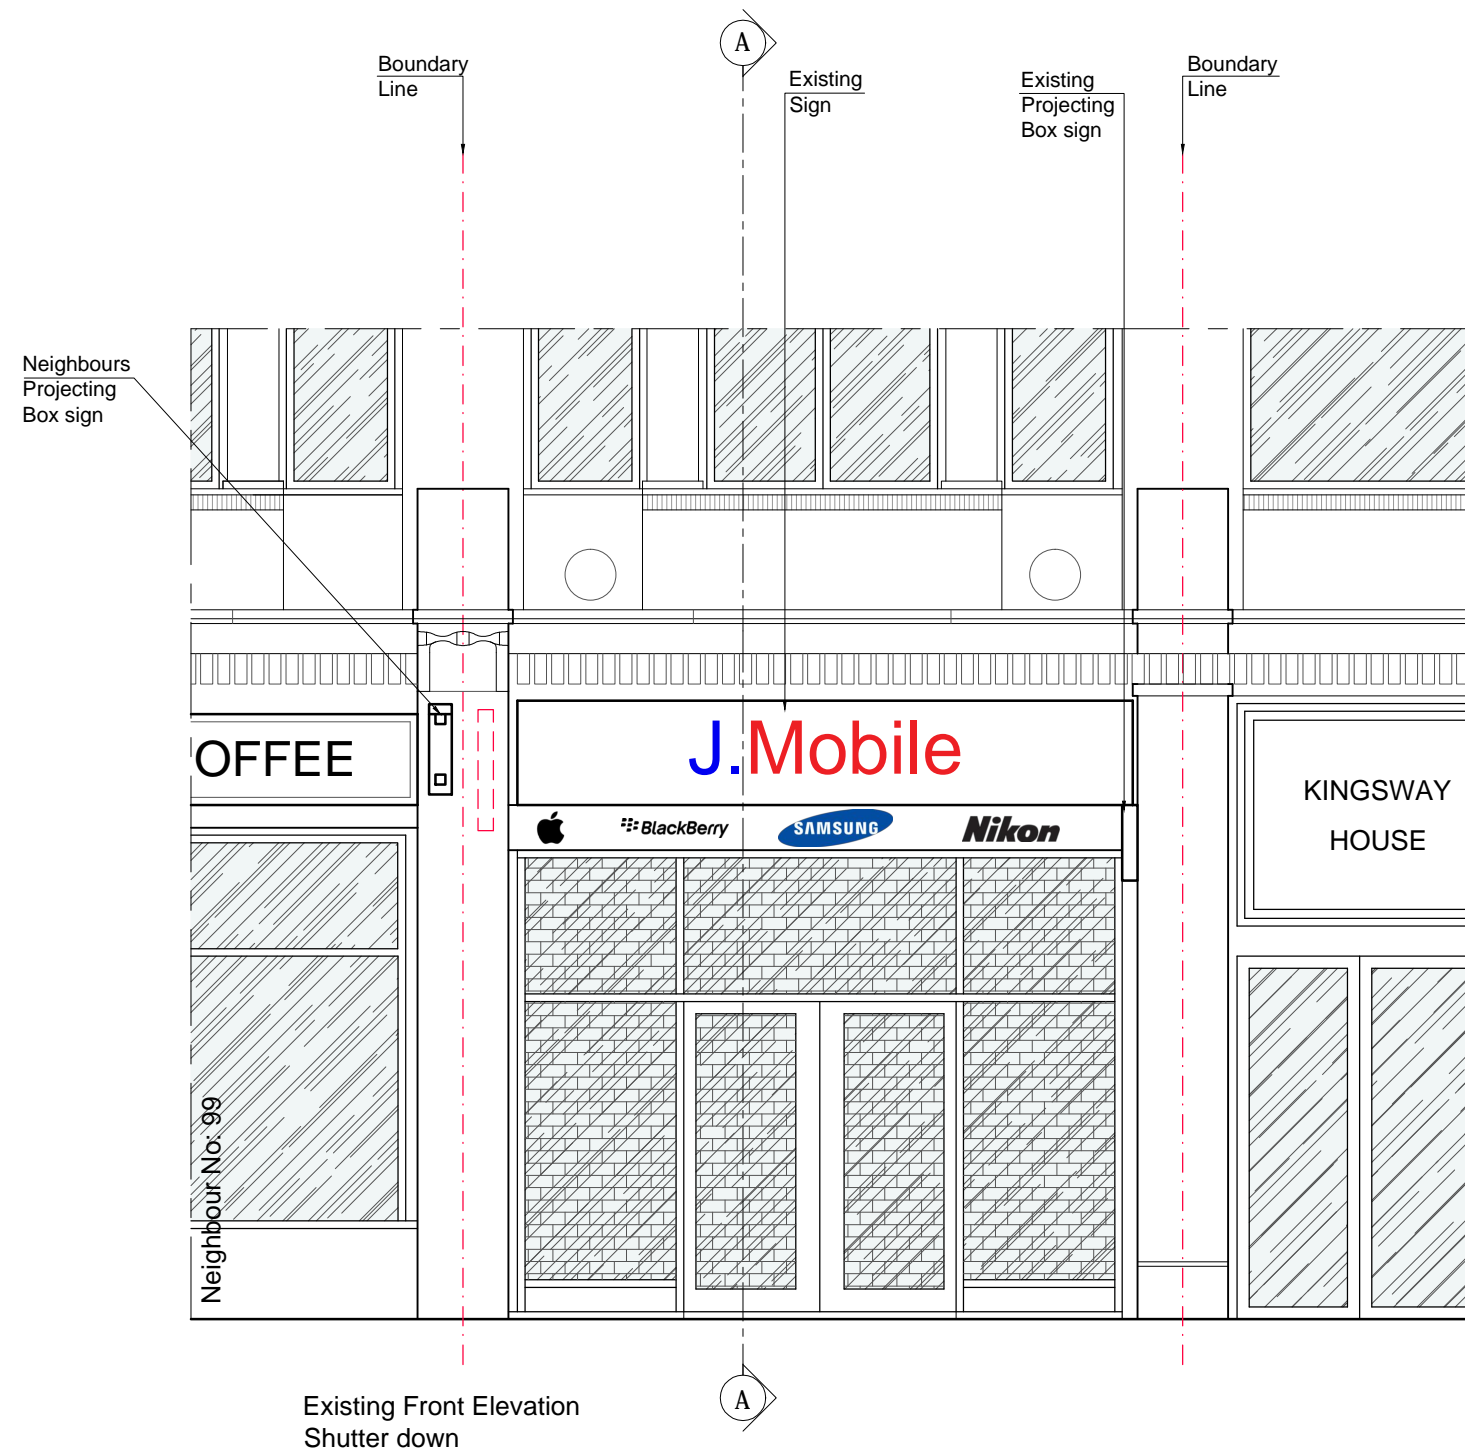 A
Boundary
Line
Existing
Sign
Existing
Projecting
Box sign
Boundary
Line
Neighbours
Projecting
Box sign
OFFEE
J.Mobile
KINGSWAY
HOUSE
BlackBerry
SAMSUNG
Nikon
Neighbour No: 99
A
Existing Front Elevation
Shutter down